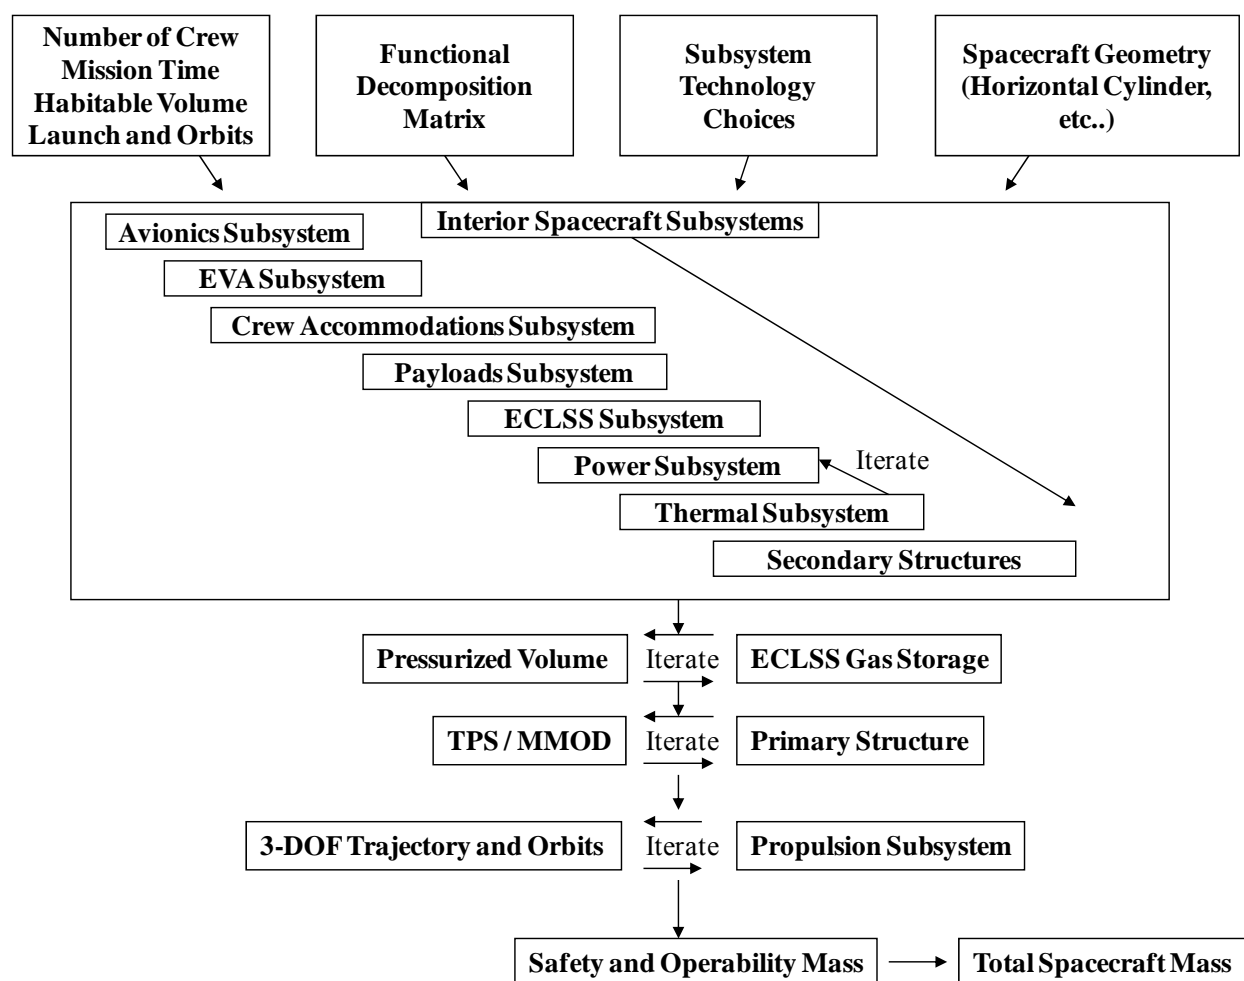 Number of Crew
Mission Time
Habitable Volume
Launch and Orbits
Functional
Decomposition
Matrix
Subsystem
Technology
Choices
Spacecraft Geometry
(Horizontal Cylinder,
etc..)
Interior Spacecraft Subsystems
Avionics Subsystem
EVA Subsystem
Crew Accommodations Subsystem
Payloads Subsystem
ECLSS Subsystem
Power Subsystem
Iterate
Thermal Subsystem
Secondary Structures
Pressurized Volume
Iterate
ECLSS Gas Storage
TPS / MMOD
Iterate
Primary Structure
3-DOF Trajectory and Orbits
Iterate
Propulsion Subsystem
Safety and Operability Mass
Total Spacecraft Mass